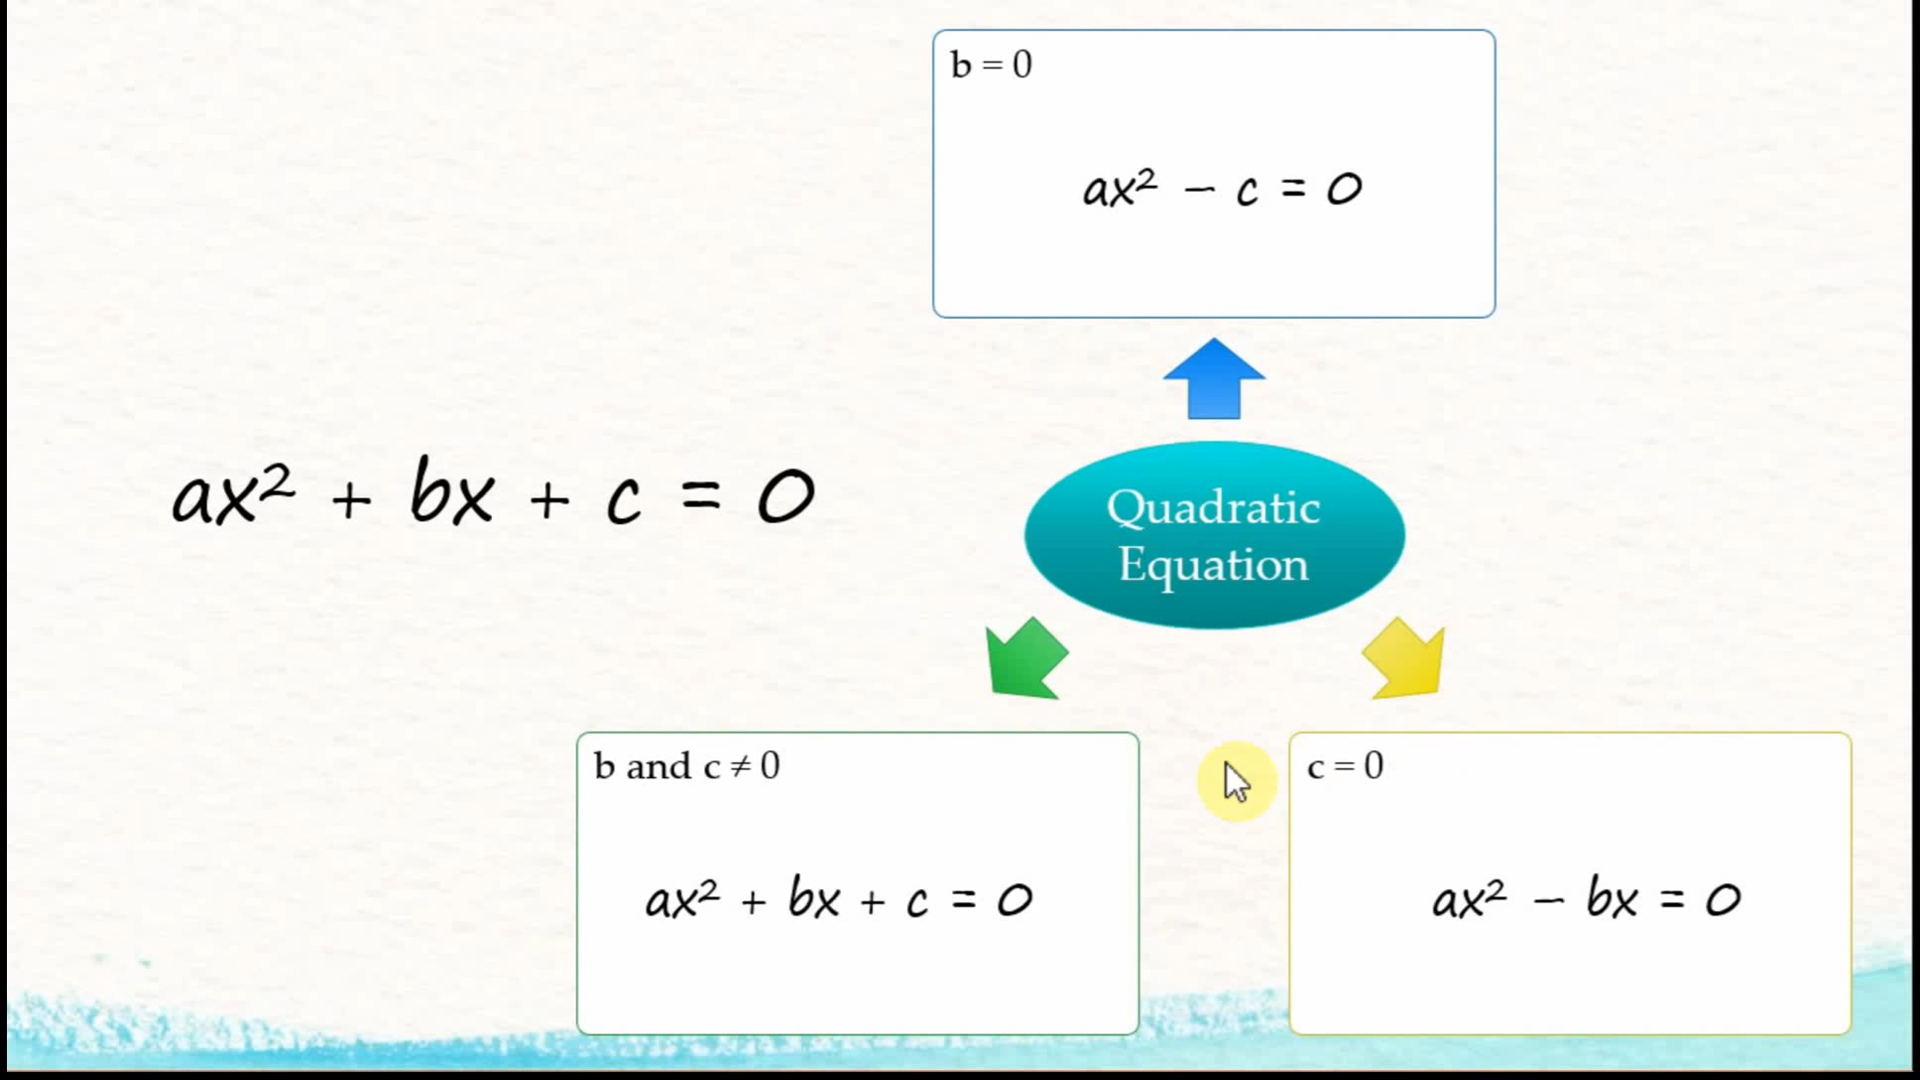 b = 0
ax² − c = 0
ax² + bx + c = 0
Quadratic
Equation
b and c ≠ 0
ax² + bx + c = 0
c = 0
ax² − bx = 0